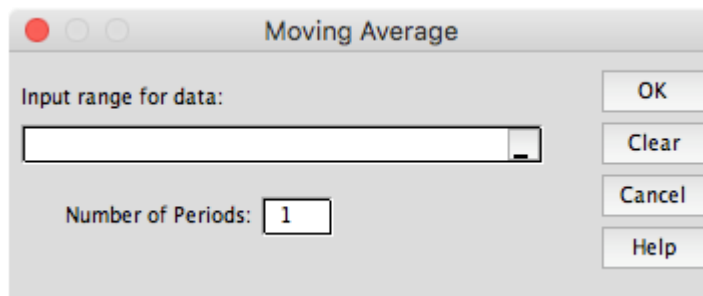 Moving Average
Input range for data:
OK
Clear
Number of Periods: 1
Cancel
Help